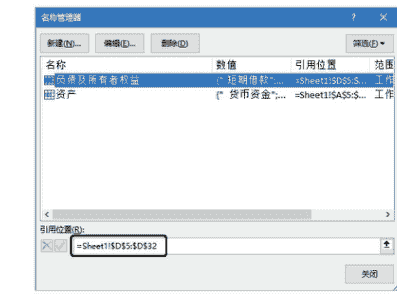 名称管理器 ? ×
新建(N)... 编辑(E)... 删除(D) 筛选(F)
名称 数值 引用位置 范围
负债及所有者权益 {" 短期借款";... =Sheet1!$D$5:$... 工作
资产 {" 货币资金";... =Sheet1!$A$5:$... 工作
引用位置(R):
=Sheet1!$D$5:$D$32
关闭